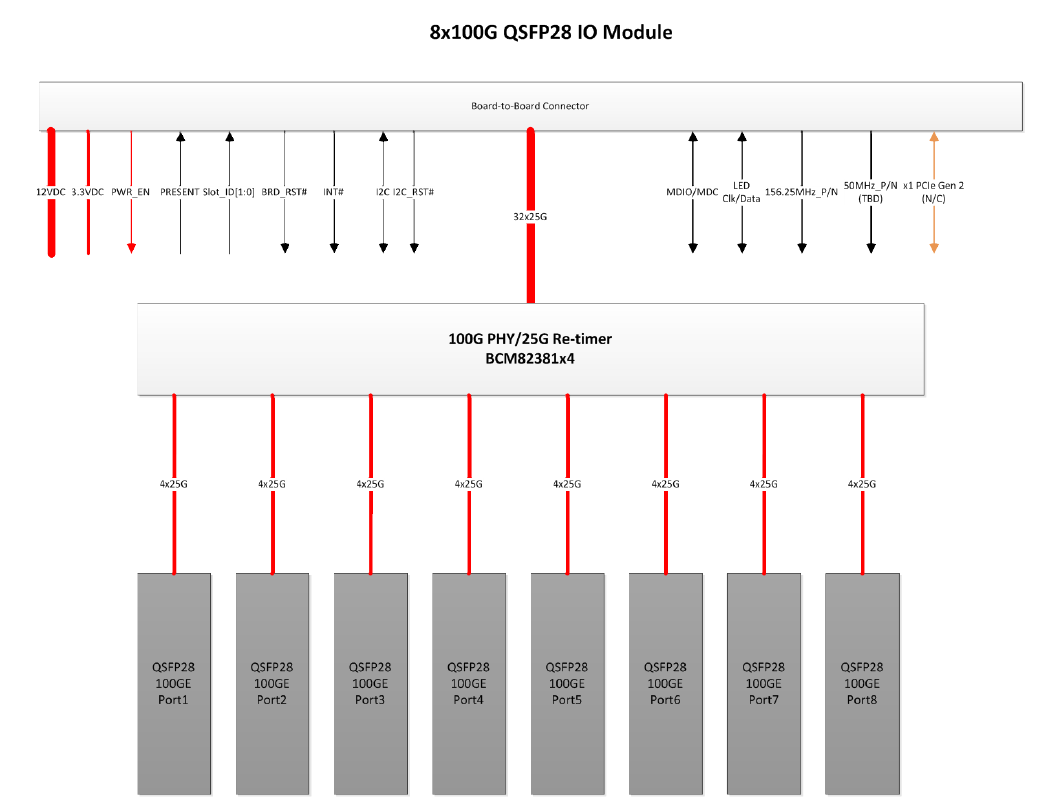 8x100G QSFP28 IO Module
Board-to-Board Connector
12VDC
3.3VDC
PWR_EN
PRESENT
Slot_ID[1:0]
BRD_RST#
INT#
I2C
I2C_RST#
32x25G
MDIO/MDC
LED
Clk/Data
156.25MHz_P/N
50MHz_P/N
(TBD)
x1 PCIe Gen 2
(N/C)
100G PHY/25G Re-timer
BCM82381x4
4x25G
4x25G
4x25G
4x25G
4x25G
4x25G
4x25G
4x25G
QSFP28
100GE
Port1
QSFP28
100GE
Port2
QSFP28
100GE
Port3
QSFP28
100GE
Port4
QSFP28
100GE
Port5
QSFP28
100GE
Port6
QSFP28
100GE
Port7
QSFP28
100GE
Port8